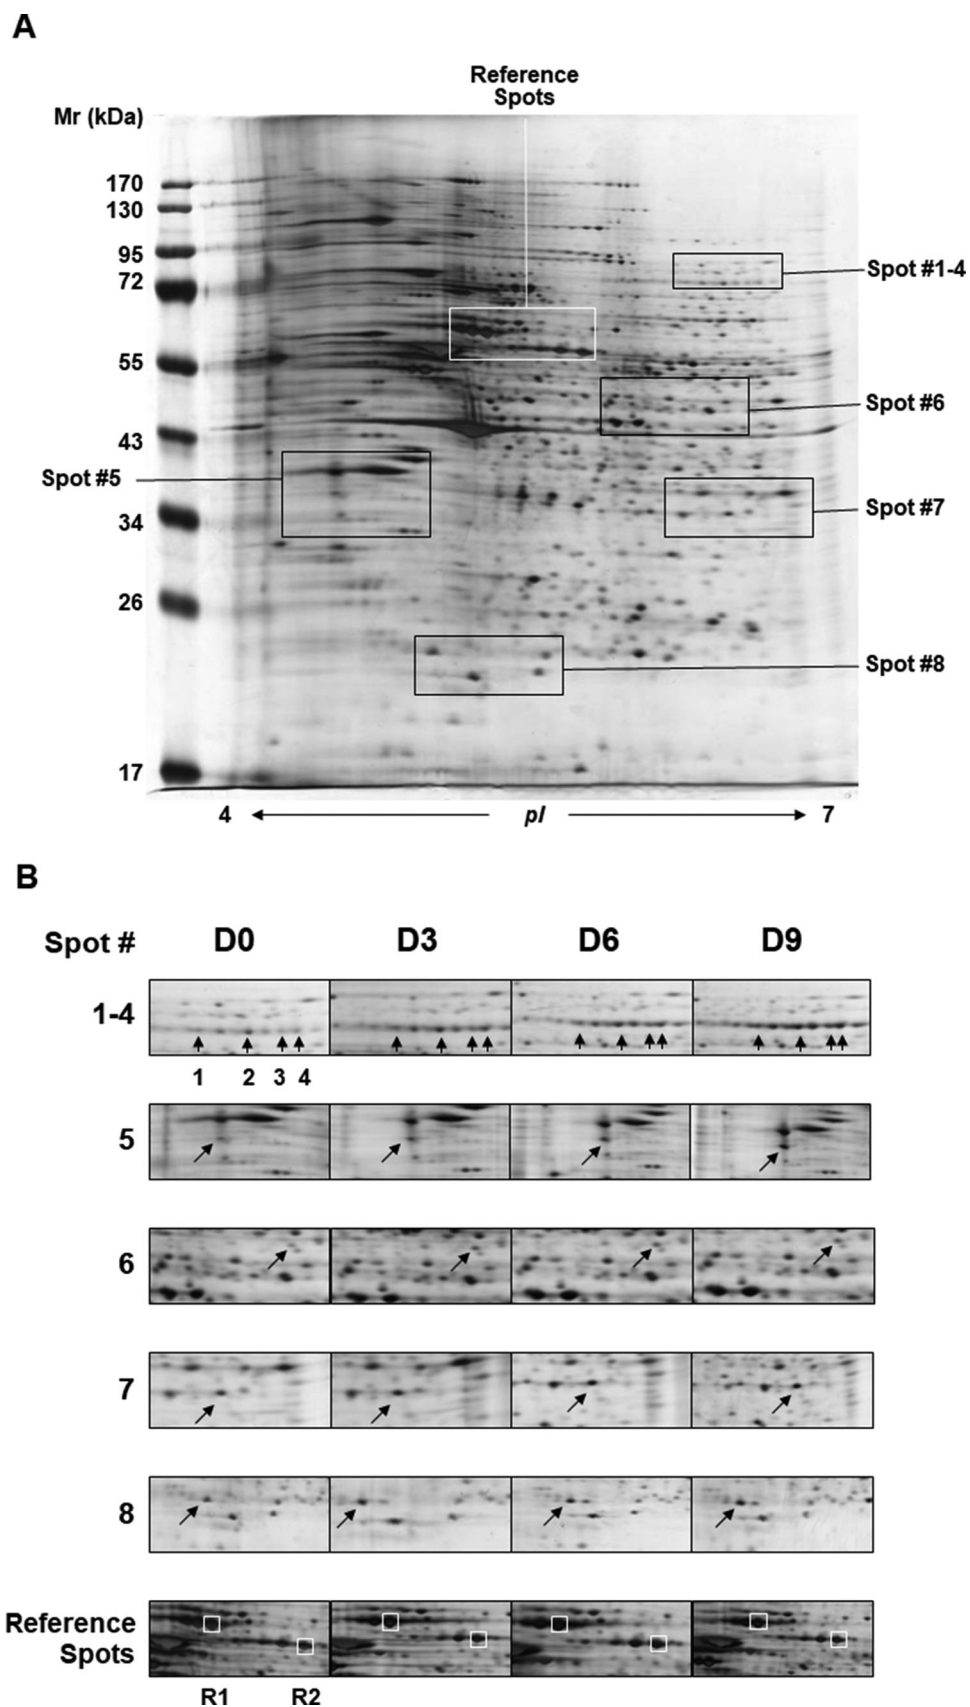 A
Reference
Spots
Mr (kDa)
170
130
95
72
55
43
34
26
17
Spot #1-4
Spot #6
Spot #5
Spot #7
Spot #8
4
pI
7
B
Spot # D0 D3 D6 D9
1-4
1 2 3 4
5
6
7
8
Reference
Spots
R1 R2